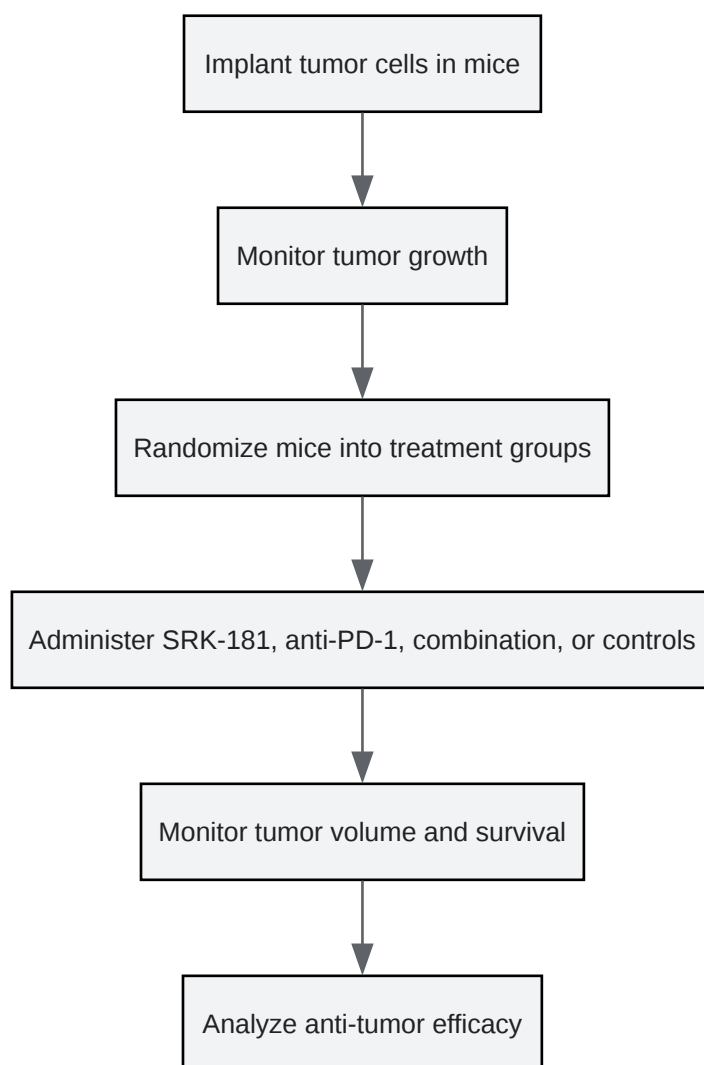 Implant tumor cells in mice
Monitor tumor growth
Randomize mice into treatment groups
Administer SRK-181, anti-PD-1, combination, or controls
Monitor tumor volume and survival
Analyze anti-tumor efficacy